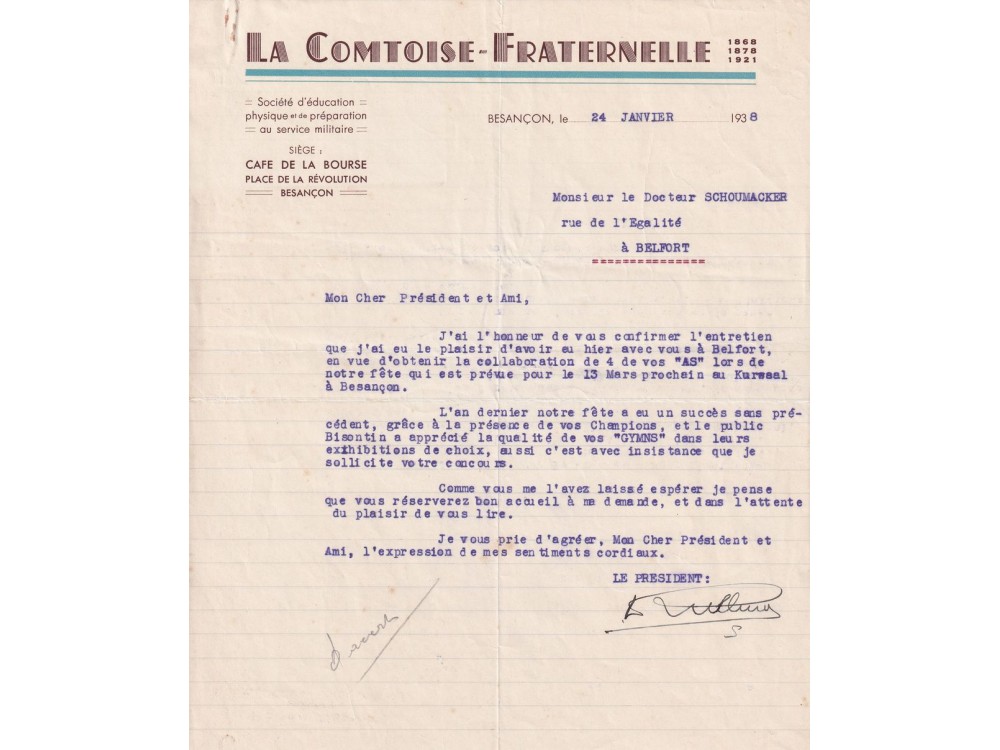 LA COMTOISE-FRATERNELLE
1868
1878
1921
Société d'éducation
physique et de préparation
au service militaire
SIÈGE :
CAFE DE LA BOURSE
PLACE DE LA RÉVOLUTION
BESANÇON
BESANÇON, le 24 JANVIER 1938
Monsieur le Docteur SCHOUMACKER
rue de l'Egalité
à BELFORT
Mon Cher Président et Ami,
J'ai l'honneur de vous confirmer l'entretien
que j'ai eu le plaisir d'avoir eu hier avec vous à Belfort,
en vue d'obtenir la collaboration de 4 de vos "AS" lors de
notre fête qui est prévue pour le 13 Mars prochain au Kursaal
à Besançon.
L'an dernier notre fête a eu un succès sans pré-
cédent, grâce à la présence de vos Champions, et le public
Bisontin a apprécié la qualité de vos "GYMNS" dans leurs
exhibitions de choix, aussi c'est avec insistance que je
sollicite votre concours.
Comme vous me l'avez laissé espérer je pense
que vous réserverez bon accueil à ma demande, et dans l'attente
du plaisir de vous lire.
Je vous prie d'agréer, Mon Cher Président et
Ami, l'expression de mes sentiments cordiaux.
LE PRESIDENT: